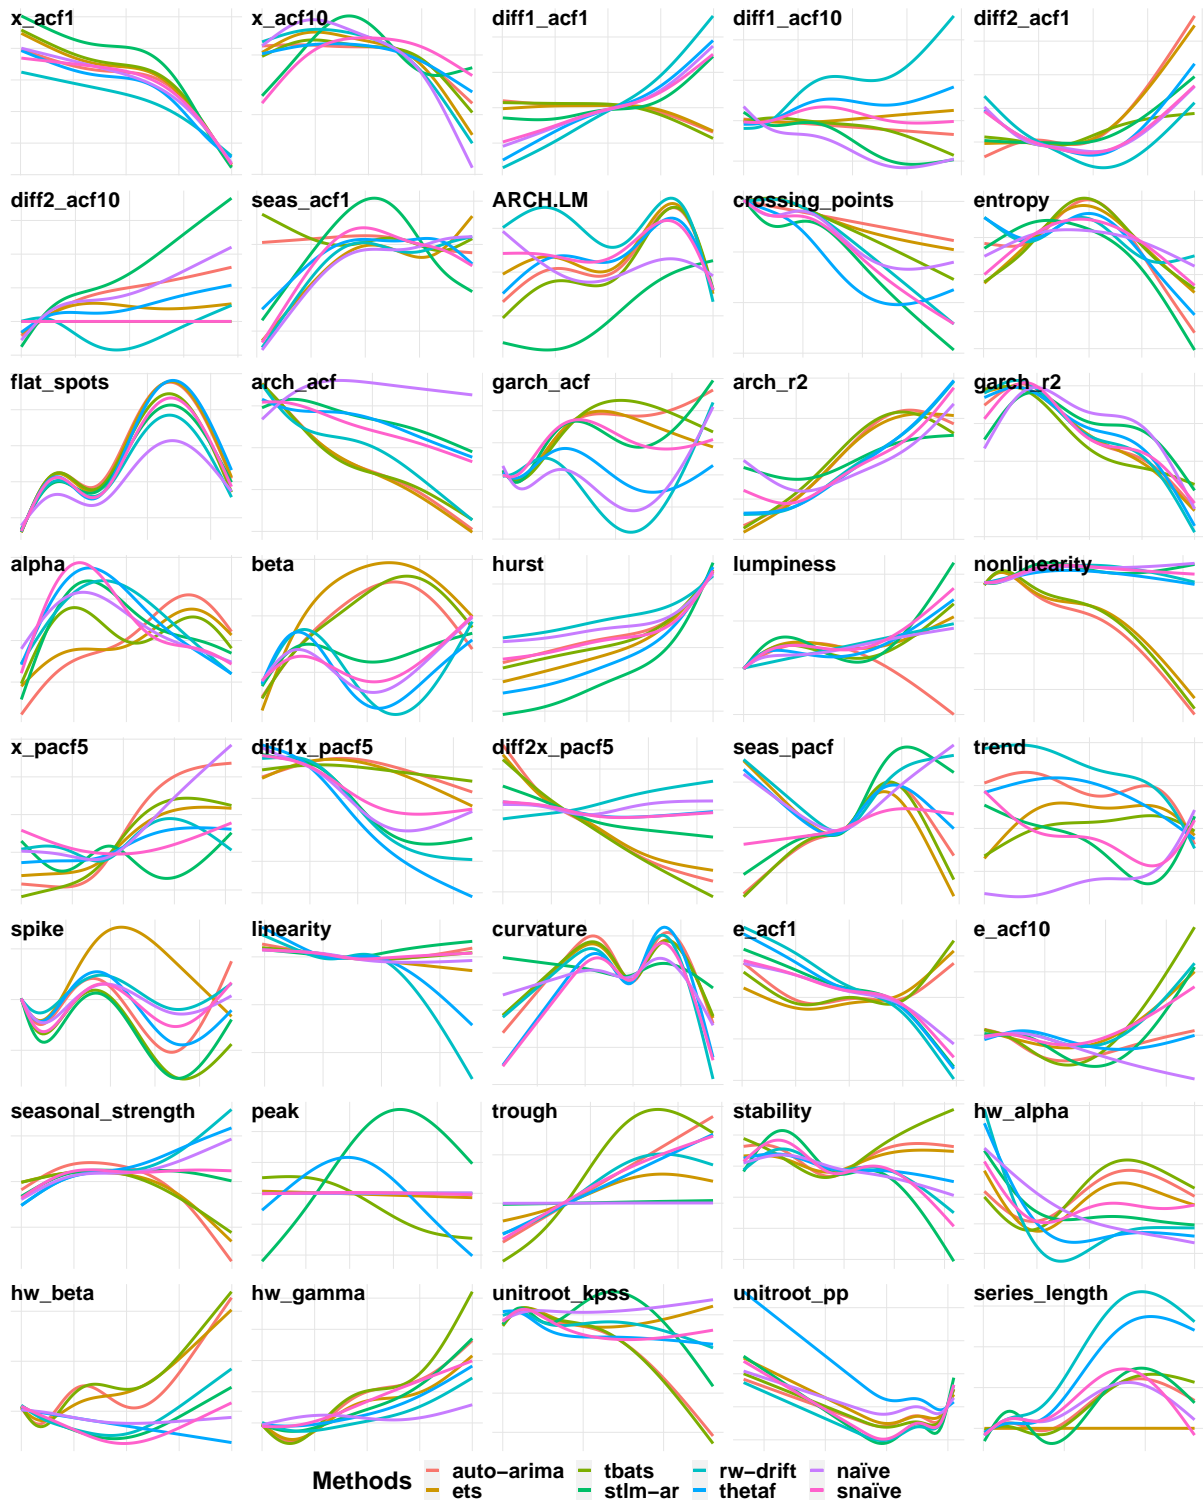 x_acf1 x_acf10 diff1_acf1 diff1_acf10 diff2_acf1
diff2_acf10 seas_acf1 ARCH.LM crossing_points entropy
flat_spots arch_acf garch_acf arch_r2 garch_r2
alpha beta hurst lumpiness nonlinearity
x_pacf5 diff1x_pacf5 diff2x_pacf5 seas_pacf trend
spike linearity curvature e_acf1 e_acf10
seasonal_strength peak trough stability hw_alpha
hw_beta hw_gamma unitroot_kpss unitroot_pp series_length
Methods auto−arima tbats rw−drift naïve
ets stlm−ar thetaf snaïve